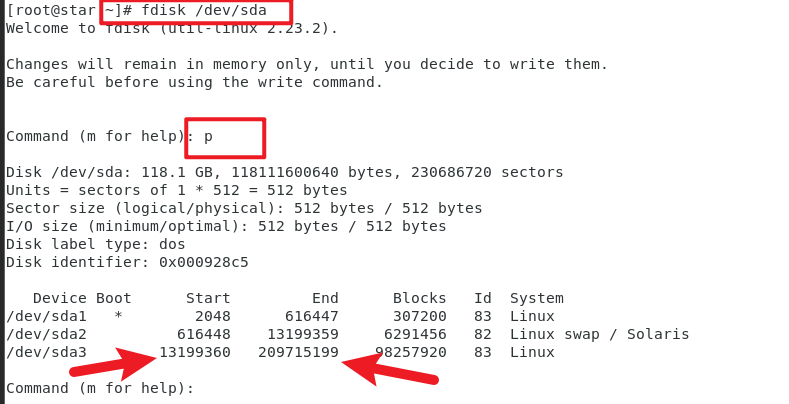 [root@star ~]# fdisk /dev/sda
Welcome to fdisk (util-linux 2.23.2).
Changes will remain in memory only, until you decide to write them.
Be careful before using the write command.
Command (m for help): p
Disk /dev/sda: 118.1 GB, 118111600640 bytes, 230686720 sectors
Units = sectors of 1 * 512 = 512 bytes
Sector size (logical/physical): 512 bytes / 512 bytes
I/O size (minimum/optimal): 512 bytes / 512 bytes
Disk label type: dos
Disk identifier: 0x000928c5
Device Boot Start End Blocks Id System
/dev/sda1 * 2048 616447 307200 83 Linux
/dev/sda2 616448 13199359 6291456 82 Linux swap / Solaris
/dev/sda3 13199360 209715199 98257920 83 Linux
Command (m for help):